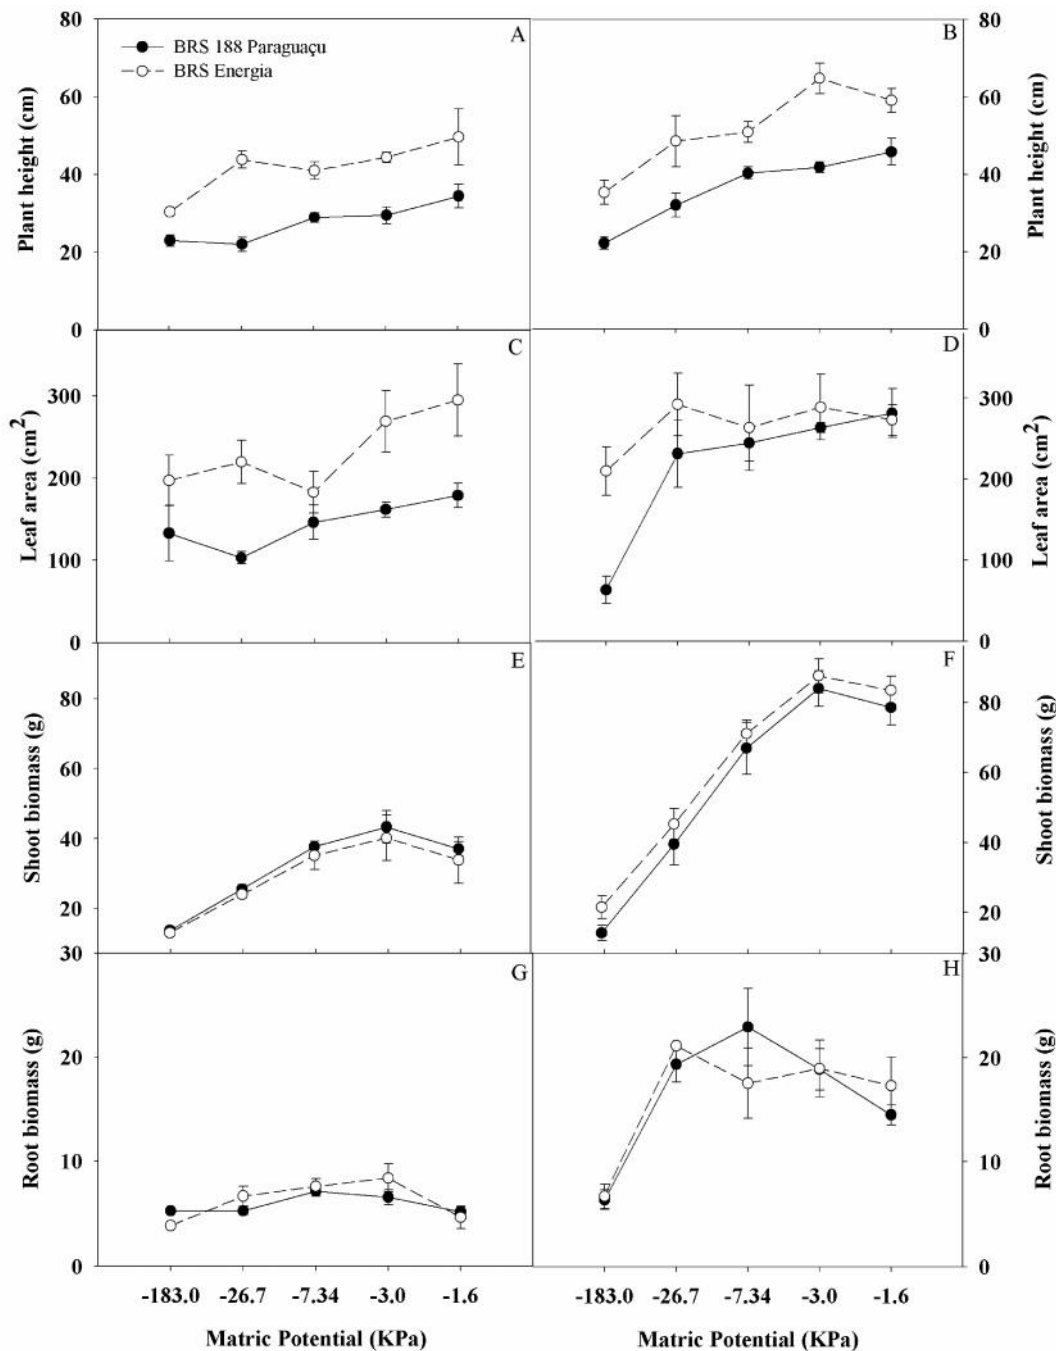 80
60
40
20
0
Plant height (cm)
A
BRS 188 Paraguaçu
BRS Energia
B
80
60
40
20
0
Plant height (cm)
300
200
100
0
Leaf area (cm²)
C
D
300
200
100
0
Leaf area (cm²)
80
60
40
20
Shoot biomass (g)
E
F
80
60
40
20
Shoot biomass (g)
30
20
10
0
Root biomass (g)
G
H
30
20
10
0
Root biomass (g)
-183.0 -26.7 -7.34 -3.0 -1.6
Matric Potential (KPa)
-183.0 -26.7 -7.34 -3.0 -1.6
Matric Potential (KPa)